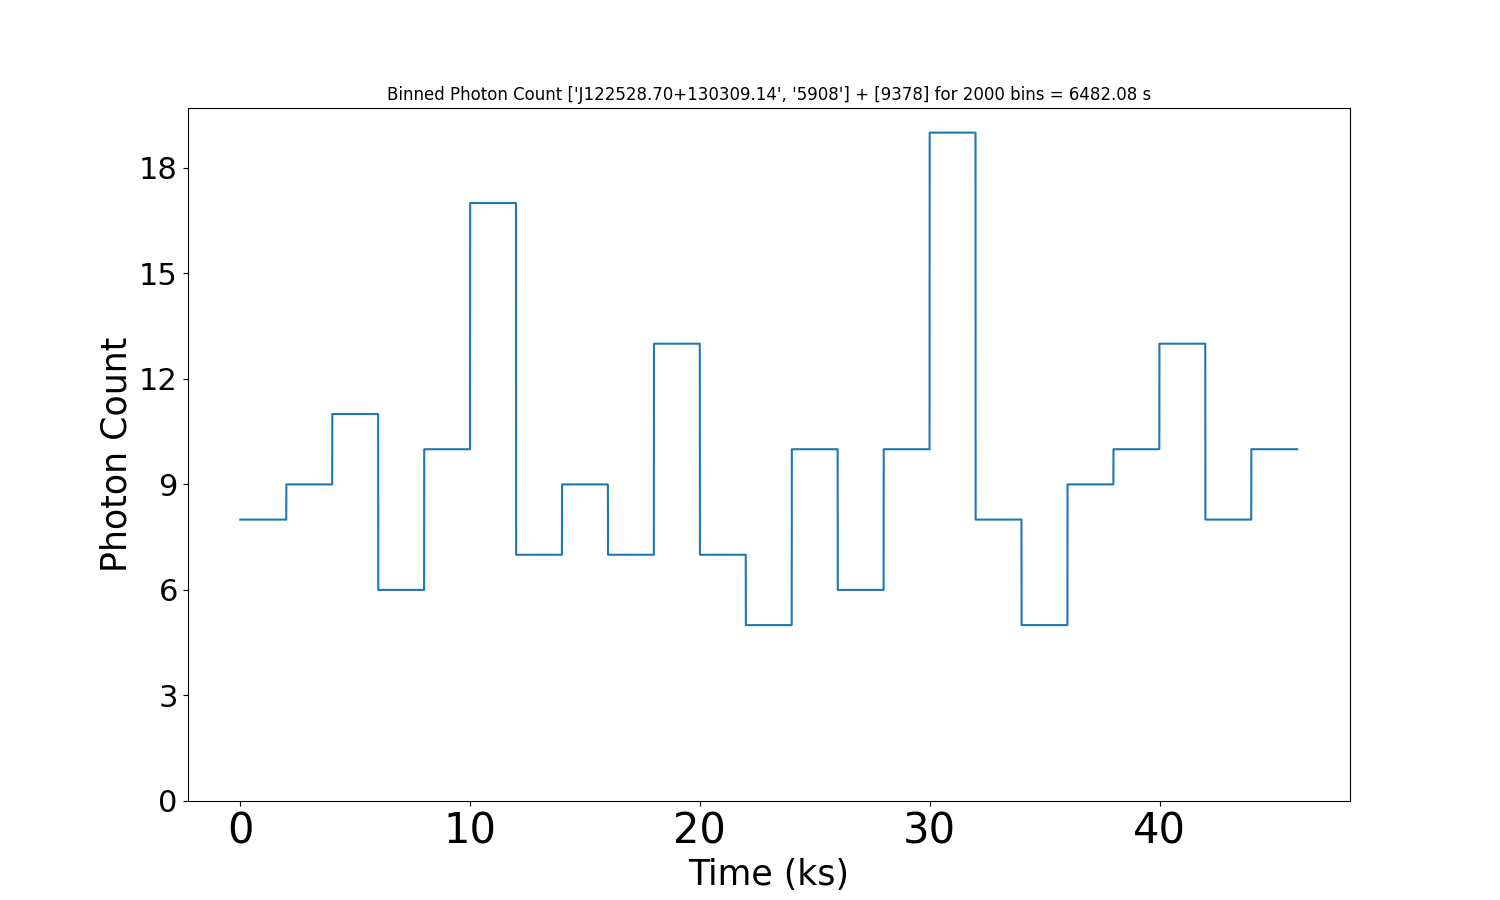 Binned Photon Count ['J122528.70+130309.14', '5908'] + [9378] for 2000 bins = 6482.08 s
18
15
12
9
6
3
0
Photon Count
0 10 20 30 40
Time (ks)